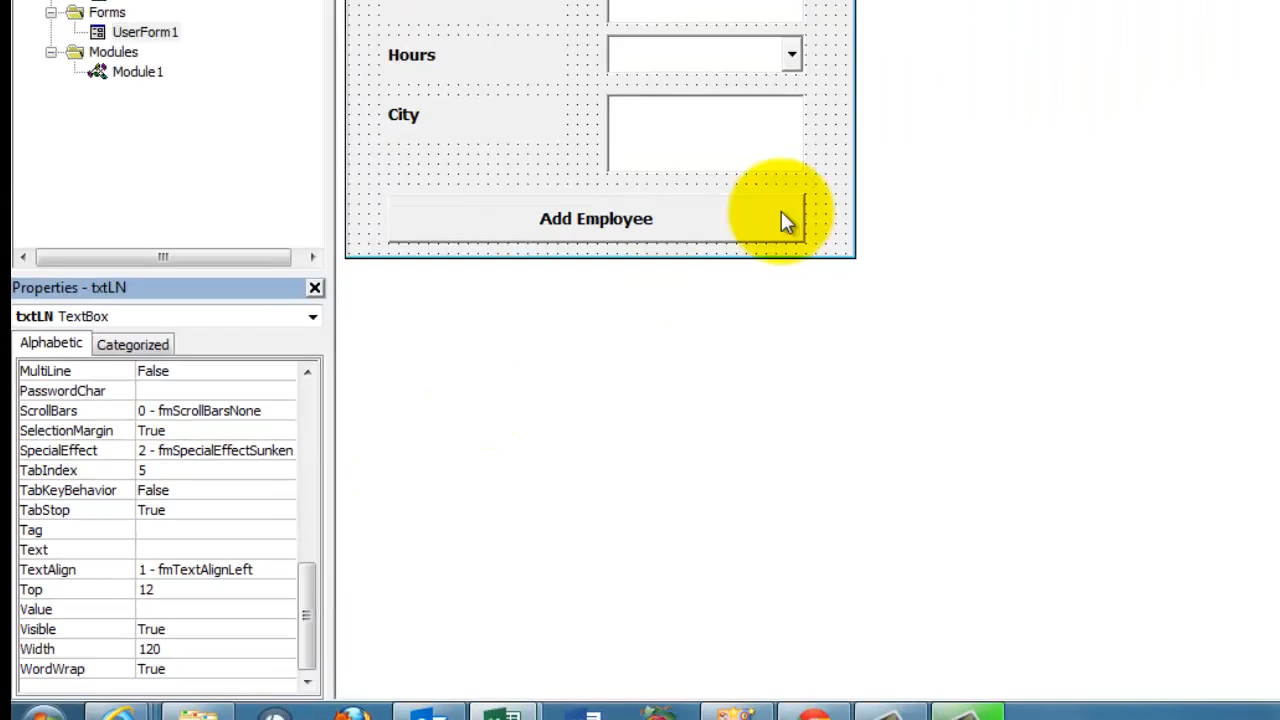 Forms
UserForm1
Modules
Module1
Hours
City
Add Employee
Properties - txtLN
txtLN TextBox
Alphabetic Categorized
MultiLine False
PasswordChar
ScrollBars 0 - fmScrollBarsNone
SelectionMargin True
SpecialEffect 2 - fmSpecialEffectSunken
TabIndex 5
TabKeyBehavior False
TabStop True
Tag
Text
TextAlign 1 - fmTextAlignLeft
Top 12
Value
Visible True
Width 120
WordWrap True